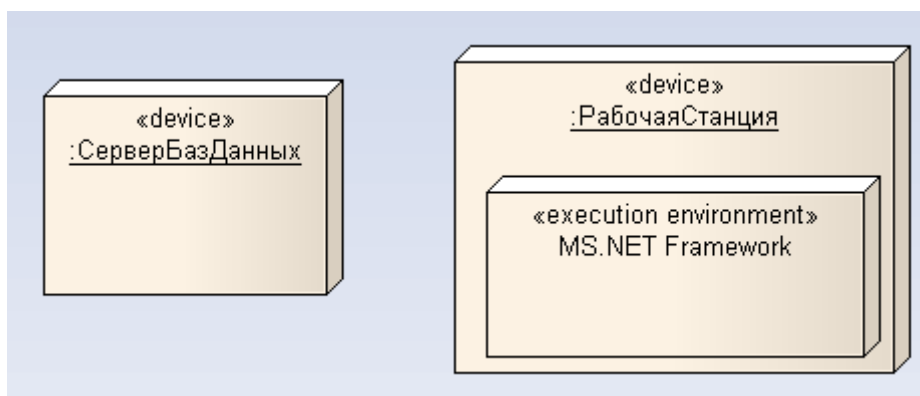 «device»
:СерверБазДанных
«device»
:РабочаяСтанция
«execution environment»
MS.NET Framework